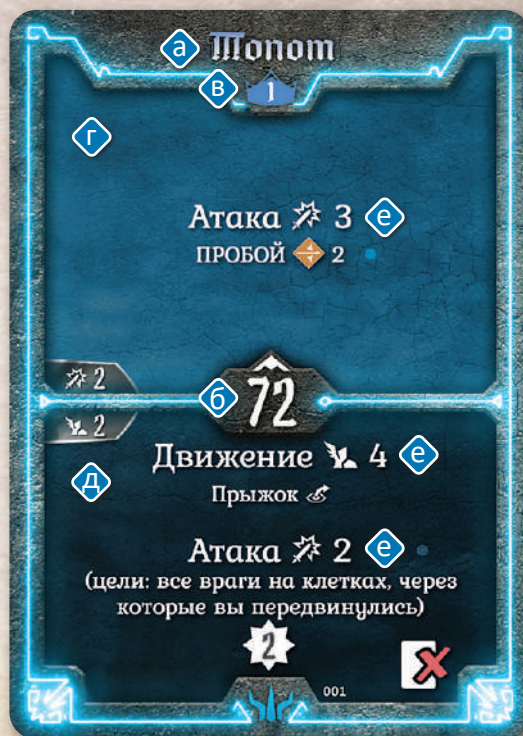 а Топот
в 1
г
Атака 3 е
ПРОБОЙ 2
2
б 72
2
Движение 4 е
д
Прыжок
Атака 2 е
(цели: все враги на клетках, через
которые вы передвинулись)
2
001